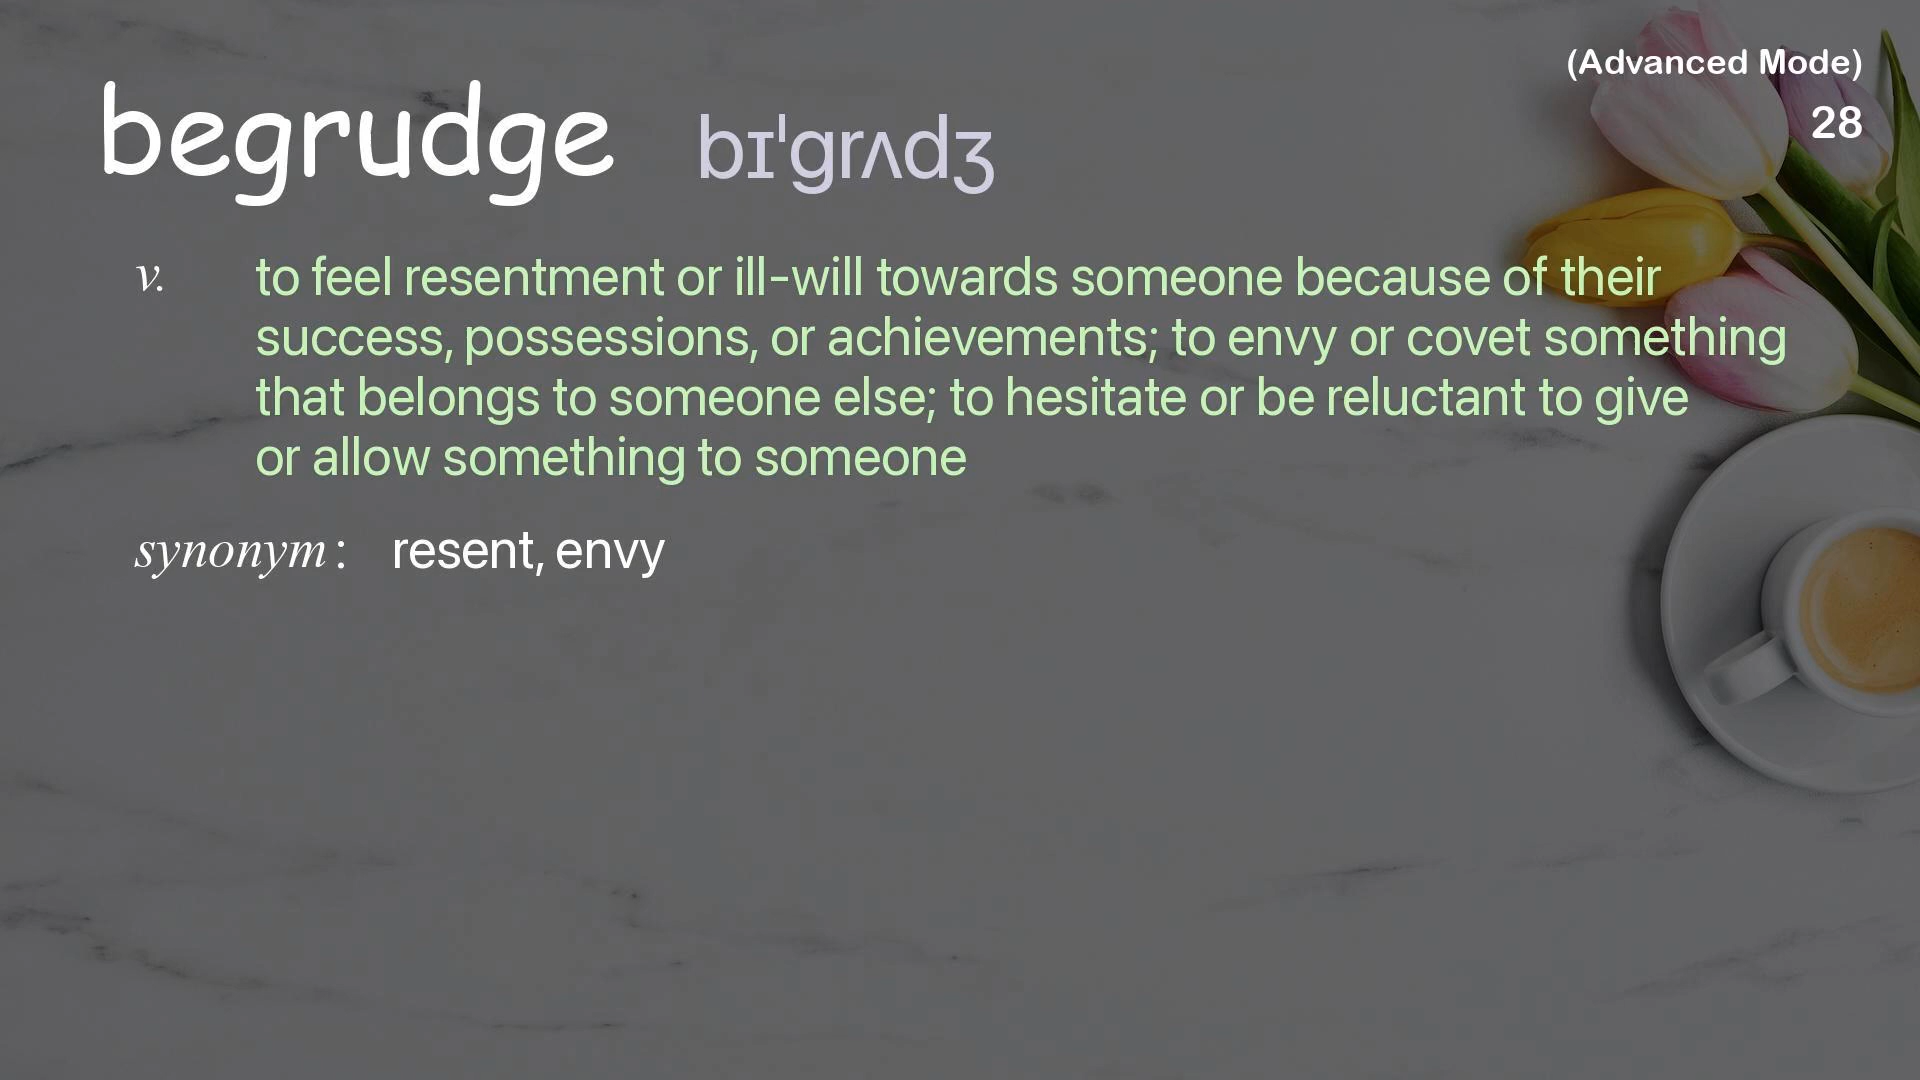 (Advanced Mode)
28
begrudge bɪˈgrʌdʒ
v. to feel resentment or ill-will towards someone because of their
success, possessions, or achievements; to envy or covet something
that belongs to someone else; to hesitate or be reluctant to give
or allow something to someone
synonym : resent, envy